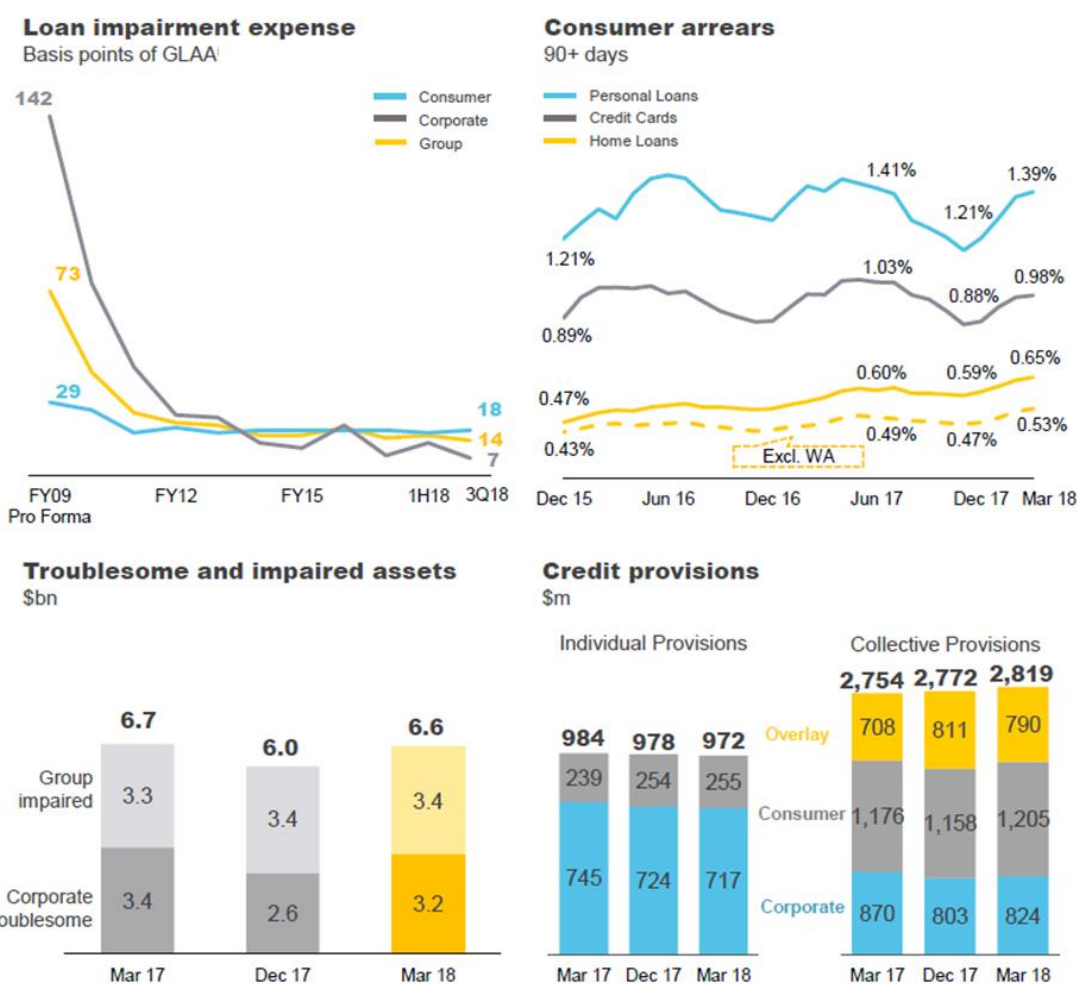 Loan impairment expense
Basis points of GLAA
142
Consumer
Corporate
Group
73
29
18
14
7
FY09
Pro Forma
FY12
FY15
1H18
3Q18
Consumer arrears
90+ days
Personal Loans
Credit Cards
Home Loans
1.41%
1.39%
1.21%
1.21%
1.03%
0.98%
0.88%
0.89%
0.65%
0.60%
0.59%
0.47%
0.53%
0.49%
0.47%
0.43%
Excl. WA
Dec 15
Jun 16
Dec 16
Jun 17
Dec 17
Mar 18
Troublesome and impaired assets
$bn
6.7
6.0
6.6
Group
impaired
3.3
3.4
3.4
Corporate
oublesome
3.4
2.6
3.2
Mar 17
Dec 17
Mar 18
Credit provisions
$m
Individual Provisions
984
978
972
239
254
255
745
724
717
Mar 17
Dec 17
Mar 18
Collective Provisions
2,754
2,772
2,819
Overlay
708
811
790
Consumer
1,176
1,158
1,205
Corporate
870
803
824
Mar 17
Dec 17
Mar 18